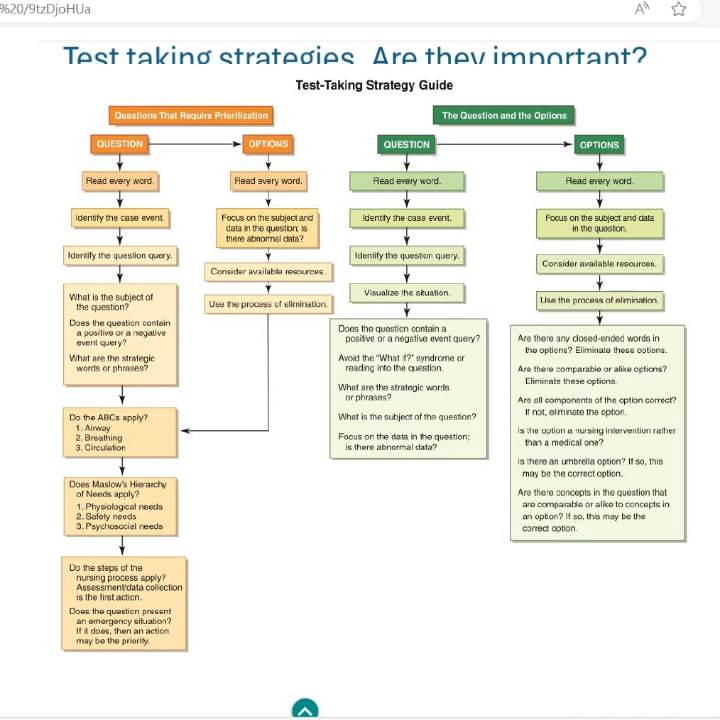 %20/9tzDjoHUa
Test taking strategies. Are they important?
Test-Taking Strategy Guide
Questions That Require Prioritization
QUESTION
OPTIONS
Read every word.
Read every word.
Identify the case event.
Focus on the subject and
data in the question; is
there abnormal data?
Identify the question query.
Consider available resources.
Use the process of elimination.
What is the subject of
the question?
Does the question contain
a positive or a negative
event query?
What are the strategic
words or phrases?
Do the ABCs apply?
1. Airway
2. Breathing
3. Circulation
Does Maslow's Hierarchy
of Needs apply?
1. Physiological needs
2. Safety needs
3. Psychosocial needs
Do the steps of the
nursing process apply?
Assessment/data collection
is the first action.
Does the question present
an emergency situation?
If it does, then an action
may be the priority.
The Question and the Options
QUESTION
OPTIONS
Read every word.
Read every word.
Identify the case event.
Focus on the subject and data
in the question.
Identify the question query.
Consider available resources.
Visualize the situation.
Use the process of elimination.
Does the question contain a
positive or a negative event query?
Avoid the "What if?" syndrome or
reading into the question.
What are the strategic words
or phrases?
What is the subject of the question?
Focus on the data in the question;
is there abnormal data?
Are there any closed-ended words in
the options? Eliminate these options.
Are there comparable or alike options?
Eliminate these options.
Are all components of the option correct?
If not, eliminate the option.
Is the option a nursing intervention rather
than a medical one?
Is there an umbrella option? If so, this
may be the correct option.
Are there concepts in the question that
are comparable or alike to concepts in
an option? If so, this may be the
correct option.